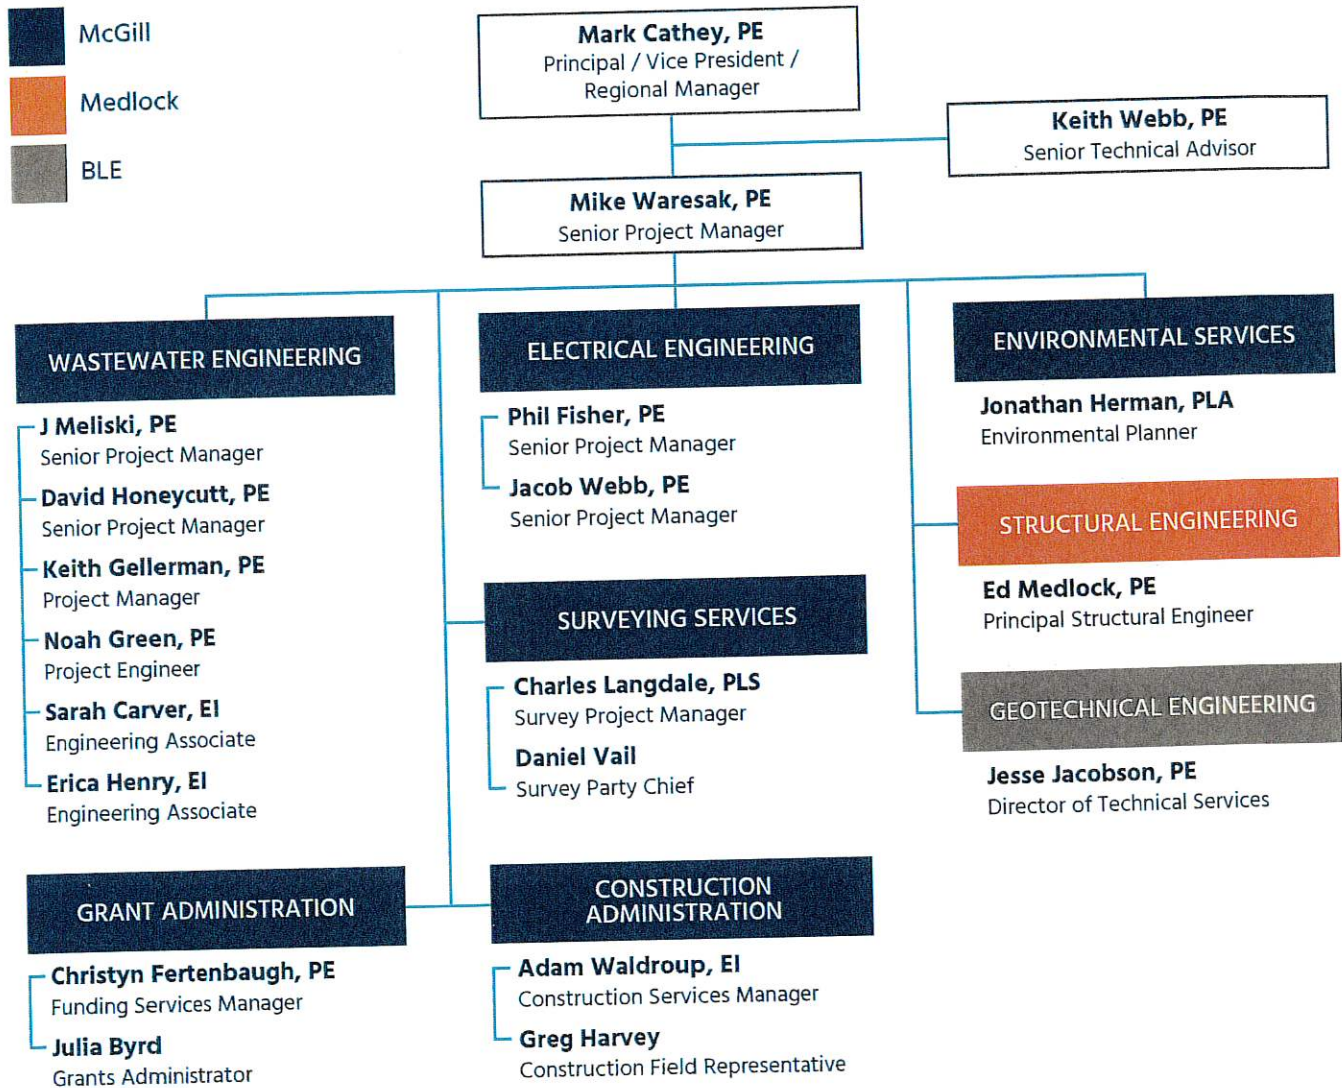 McGill
Medlock
BLE
Mark Cathey, PE
Principal / Vice President /
Regional Manager
Keith Webb, PE
Senior Technical Advisor
Mike Waresak, PE
Senior Project Manager
WASTEWATER ENGINEERING
J Meliski, PE
Senior Project Manager
David Honeycutt, PE
Senior Project Manager
Keith Gellerman, PE
Project Manager
Noah Green, PE
Project Engineer
Sarah Carver, EI
Engineering Associate
Erica Henry, EI
Engineering Associate
ELECTRICAL ENGINEERING
Phil Fisher, PE
Senior Project Manager
Jacob Webb, PE
Senior Project Manager
SURVEYING SERVICES
Charles Langdale, PLS
Survey Project Manager
Daniel Vail
Survey Party Chief
ENVIRONMENTAL SERVICES
Jonathan Herman, PLA
Environmental Planner
STRUCTURAL ENGINEERING
Ed Medlock, PE
Principal Structural Engineer
GEOTECHNICAL ENGINEERING
Jesse Jacobson, PE
Director of Technical Services
GRANT ADMINISTRATION
Christyn Fertenbaugh, PE
Funding Services Manager
Julia Byrd
Grants Administrator
CONSTRUCTION
ADMINISTRATION
Adam Waldroup, EI
Construction Services Manager
Greg Harvey
Construction Field Representative